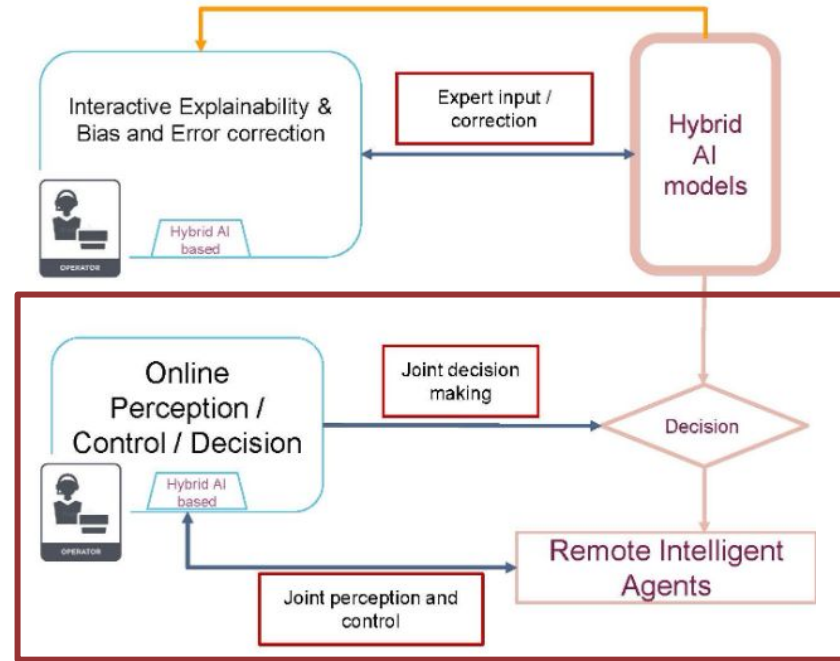 Interactive Explainability &
Bias and Error correction
Expert input /
correction
Hybrid
AI
models
Hybrid AI
based
OPERATOR
Online
Perception /
Control / Decision
Joint decision
making
Decision
Hybrid AI
based
OPERATOR
Remote Intelligent
Agents
Joint perception and
control